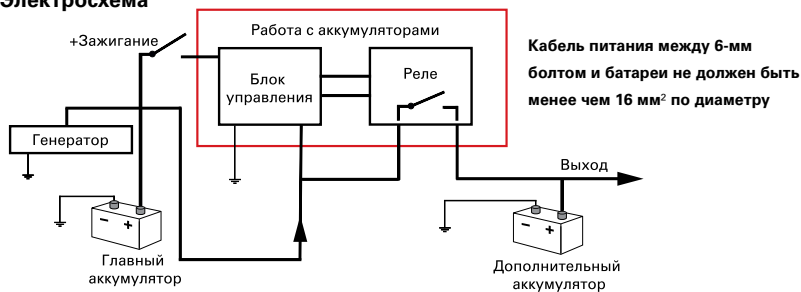 Электросхема
+Зажигание
Работа с аккумуляторами
Блок
управления
Реле
Кабель питания между 6-мм
болтом и батареи не должен быть
менее чем 16 мм² по диаметру
Генератор
Выход
Главный
аккумулятор
Дополнительный
аккумулятор